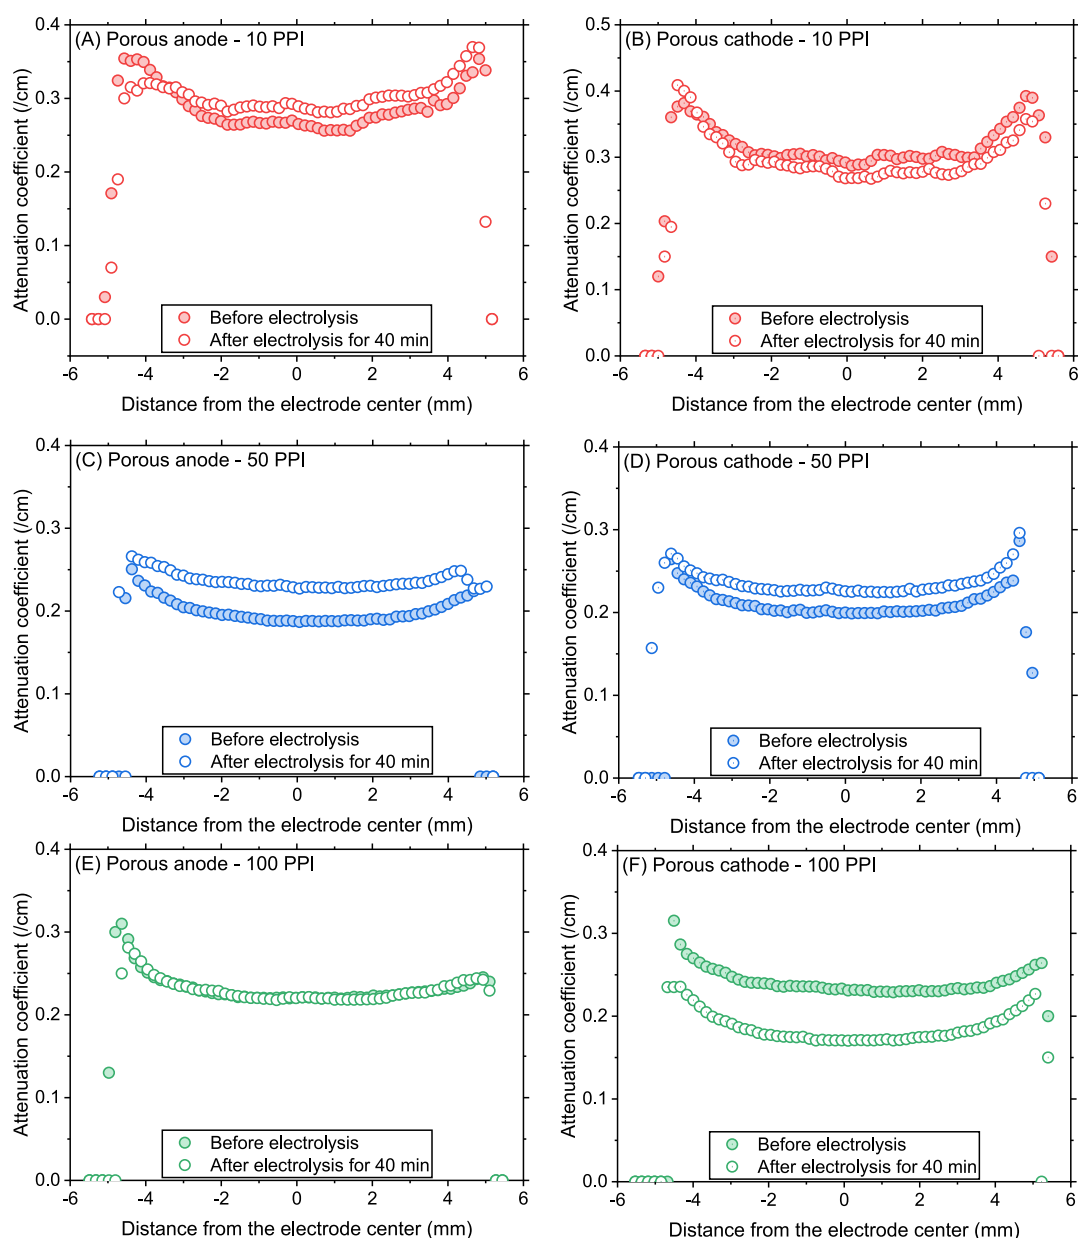 (A) Porous anode - 10 PPI
0.4
0.3
0.2
0.1
0.0
Attenuation coefficient (/cm)
Before electrolysis
After electrolysis for 40 min
-6 -4 -2 0 2 4 6
Distance from the electrode center (mm)
(B) Porous cathode - 10 PPI
0.5
0.4
0.3
0.2
0.1
0.0
Attenuation coefficient (/cm)
Before electrolysis
After electrolysis for 40 min
-6 -4 -2 0 2 4 6
Distance from the electrode center (mm)
(C) Porous anode - 50 PPI
0.4
0.3
0.2
0.1
0.0
Attenuation coefficient (/cm)
Before electrolysis
After electrolysis for 40 min
-6 -4 -2 0 2 4 6
Distance from the electrode center (mm)
(D) Porous cathode - 50 PPI
0.4
0.3
0.2
0.1
0.0
Attenuation coefficient (/cm)
Before electrolysis
After electrolysis for 40 min
-6 -4 -2 0 2 4 6
Distance from the electrode center (mm)
(E) Porous anode - 100 PPI
0.4
0.3
0.2
0.1
0.0
Attenuation coefficient (/cm)
Before electrolysis
After electrolysis for 40 min
-6 -4 -2 0 2 4 6
Distance from the electrode center (mm)
(F) Porous cathode - 100 PPI
0.4
0.3
0.2
0.1
0.0
Attenuation coefficient (/cm)
Before electrolysis
After electrolysis for 40 min
-6 -4 -2 0 2 4 6
Distance from the electrode center (mm)